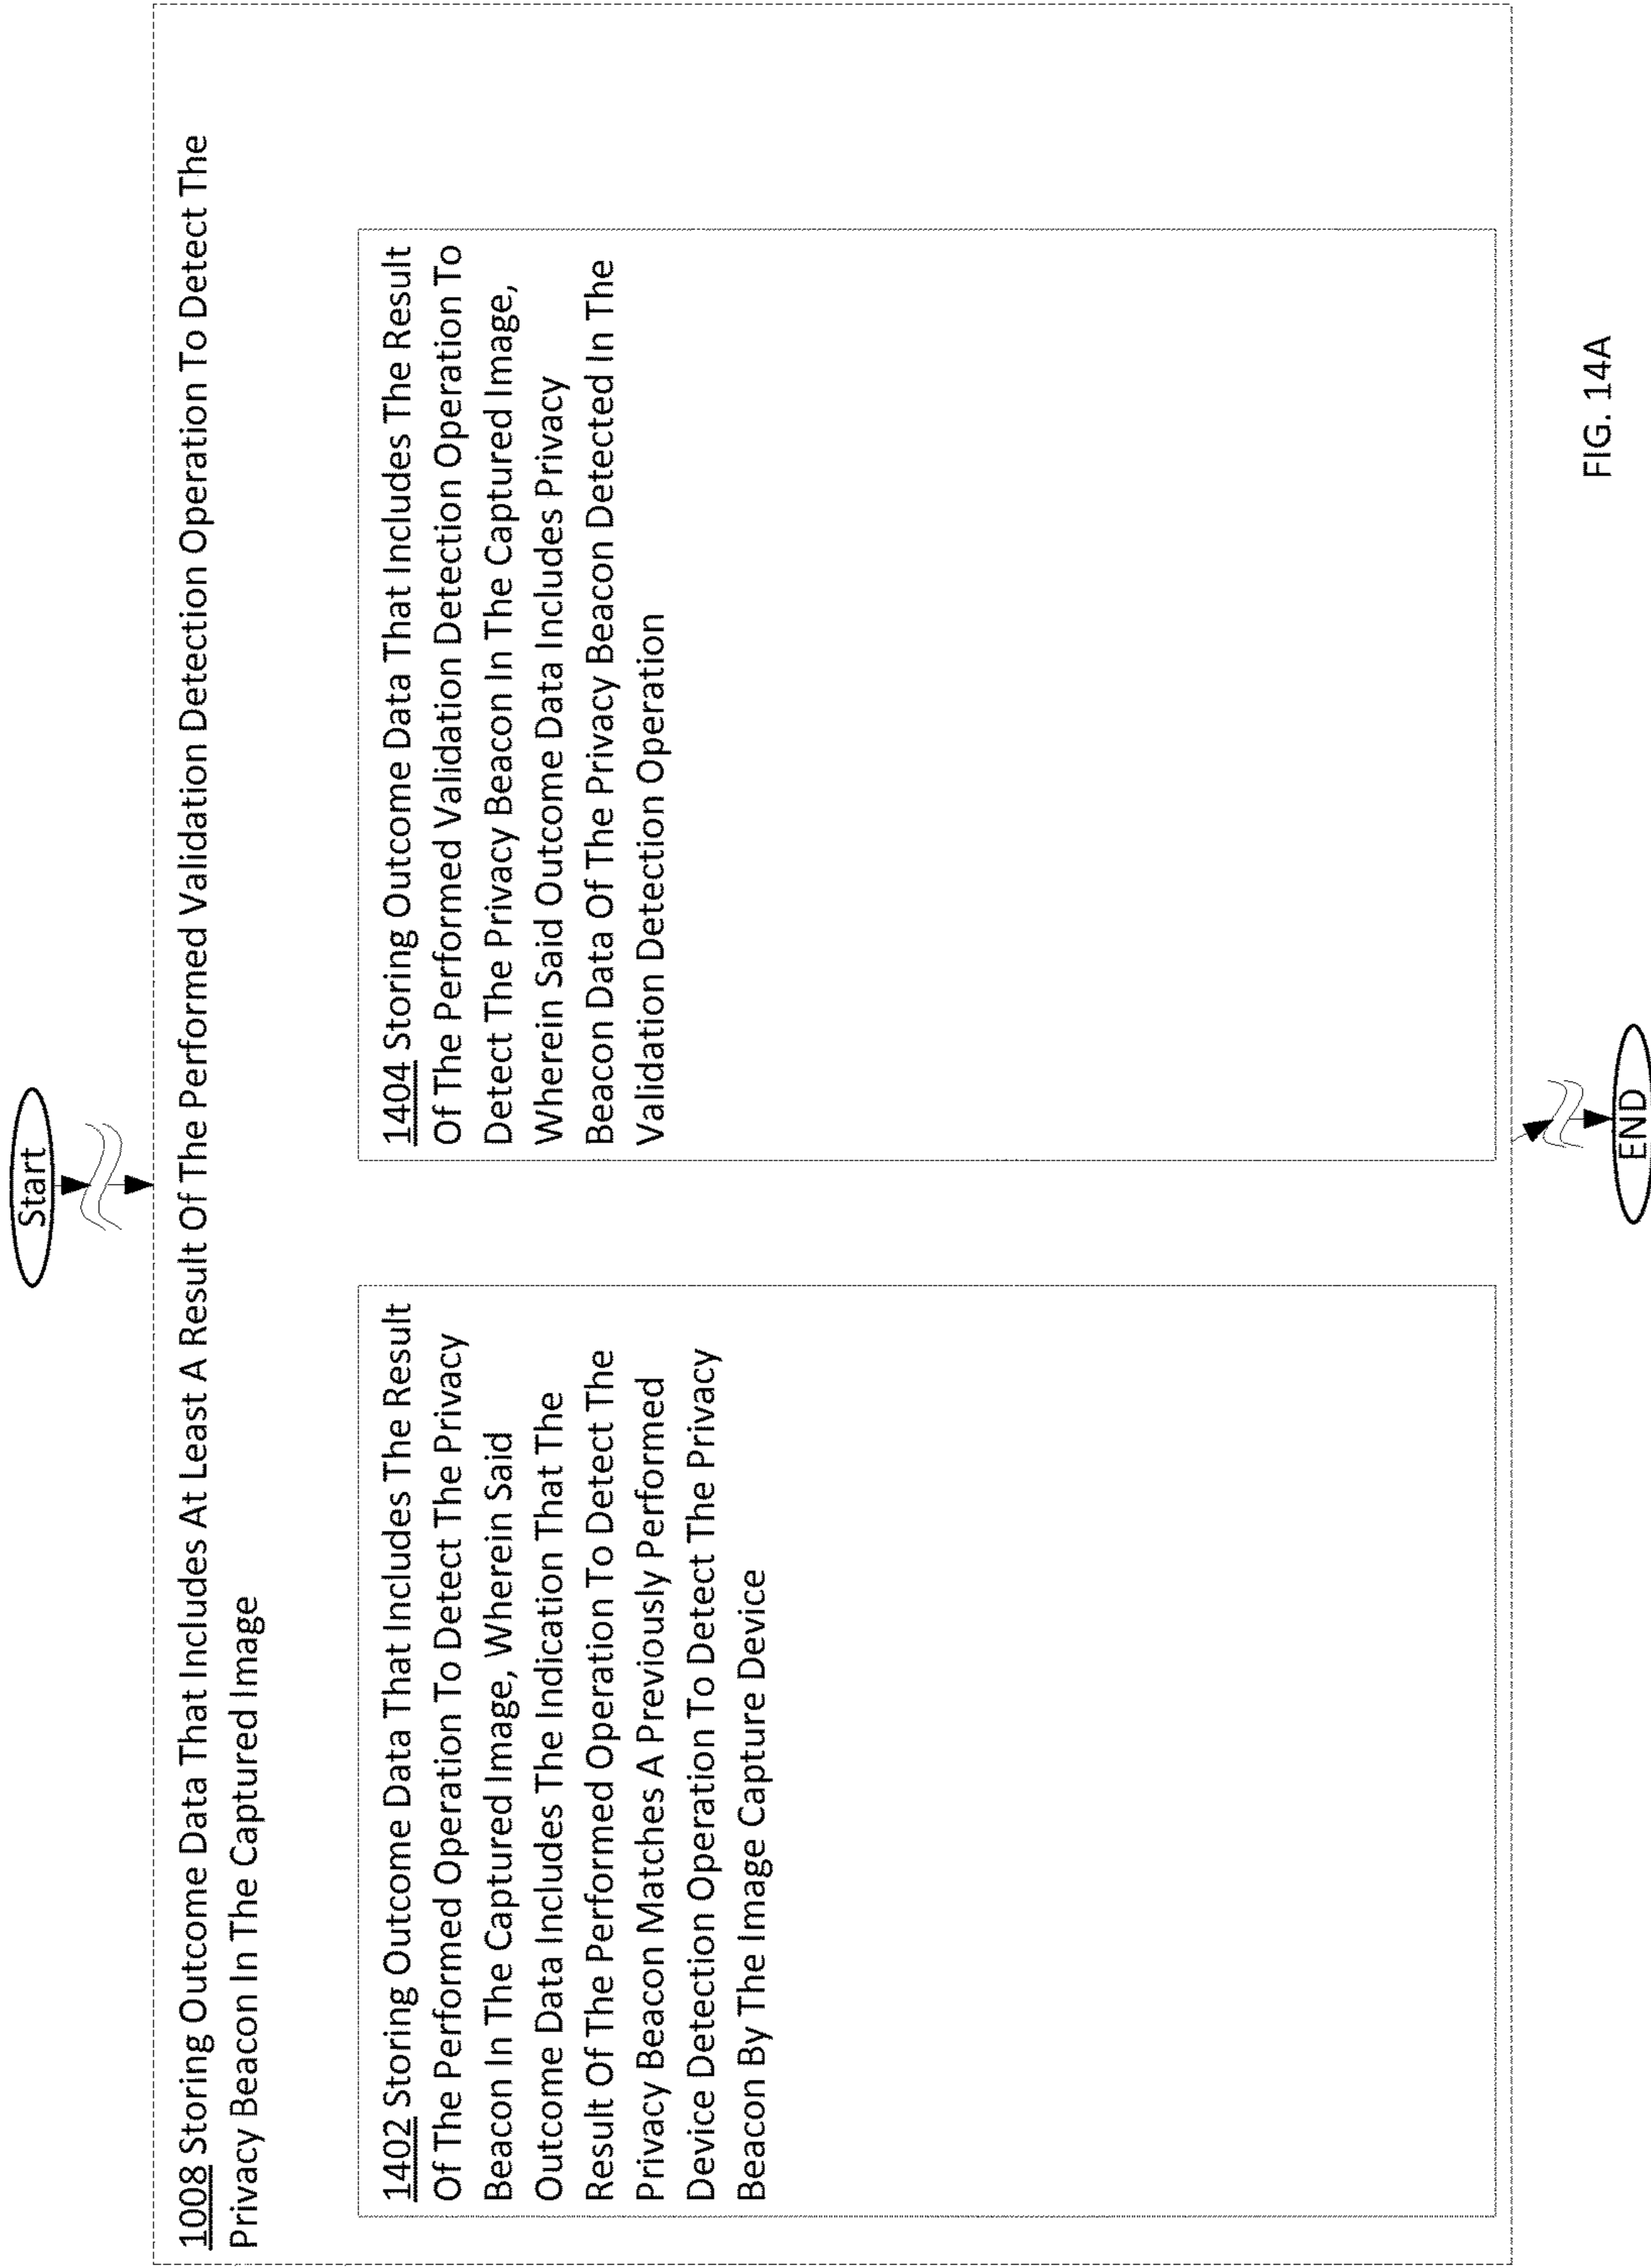 Start
1008 Storing Outcome Data That Includes At Least A Result Of The Performed Validation Detection Operation To Detect The
Privacy Beacon In The Captured Image
1402 Storing Outcome Data That Includes The Result
Of The Performed Operation To Detect The Privacy
Beacon In The Captured Image, Wherein Said
Outcome Data Includes The Indication That The
Result Of The Performed Operation To Detect The
Privacy Beacon Matches A Previously Performed
Device Detection Operation To Detect The Privacy
Beacon By The Image Capture Device
1404 Storing Outcome Data That Includes The Result
Of The Performed Validation Detection Operation To
Detect The Privacy Beacon In The Captured Image,
Wherein Said Outcome Data Includes Privacy
Beacon Data Of The Privacy Beacon Detected In The
Validation Detection Operation
END
FIG. 14A